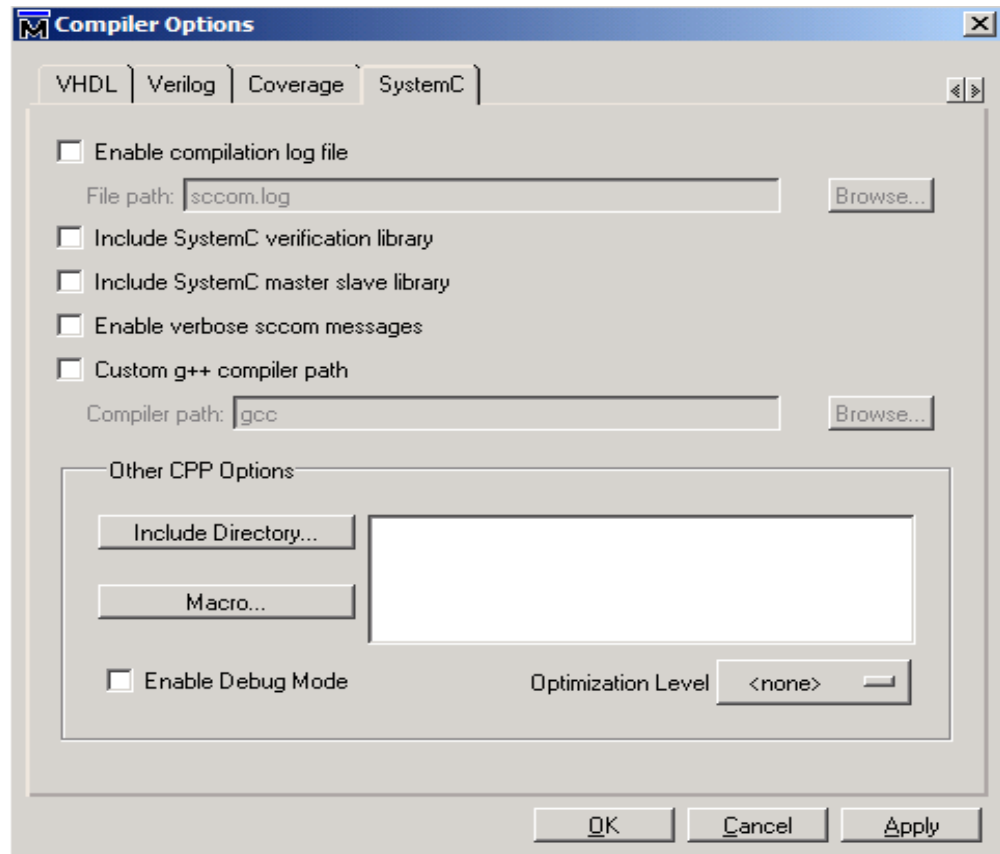 Compiler Options
VHDL Verilog Coverage SystemC
Enable compilation log file
File path: sccom.log Browse...
Include SystemC verification library
Include SystemC master slave library
Enable verbose sccom messages
Custom g++ compiler path
Compiler path: gcc Browse...
Other CPP Options
Include Directory...
Macro...
Enable Debug Mode Optimization Level <none>
OK Cancel Apply